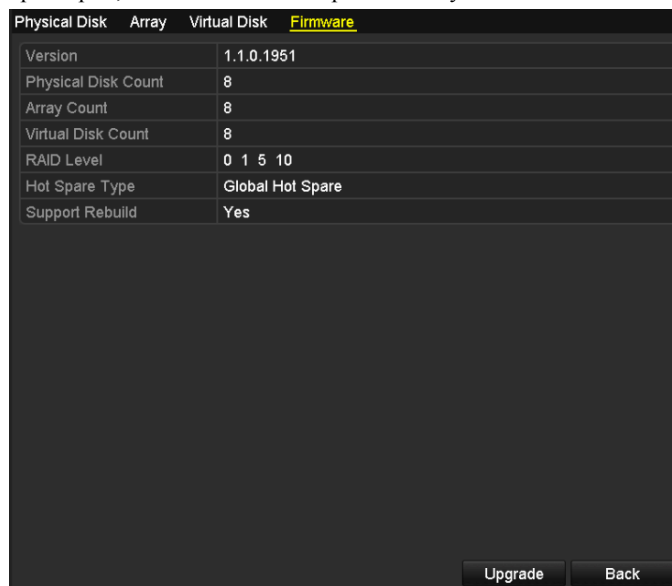 Physical Disk Array Virtual Disk Firmware
Version 1.1.0.1951
Physical Disk Count 8
Array Count 8
Virtual Disk Count 8
RAID Level 0 1 5 10
Hot Spare Type Global Hot Spare
Support Rebuild Yes
Upgrade Back